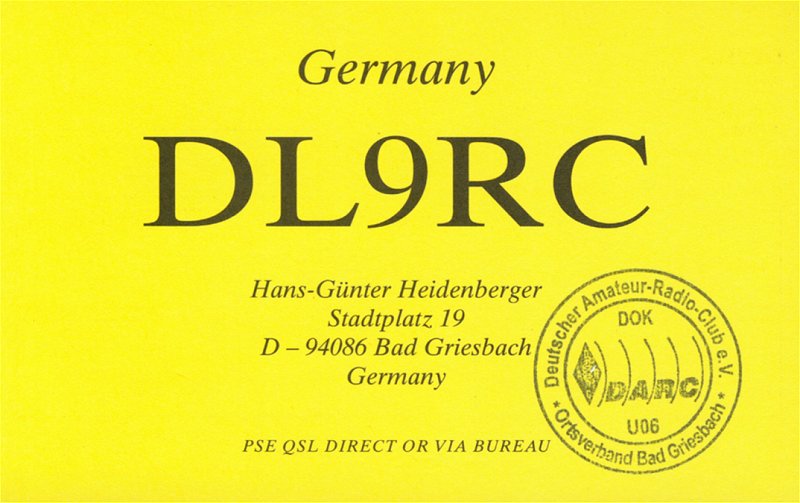 Germany
DL9RC
Hans-Günter Heidenberger
Stadtplatz 19
D – 94086 Bad Griesbach
Germany
PSE QSL DIRECT OR VIA BUREAU
Deutscher Amateur-Radio-Club e.V.
DOK
DARC
U06
* Ortsverband Bad Griesbach *